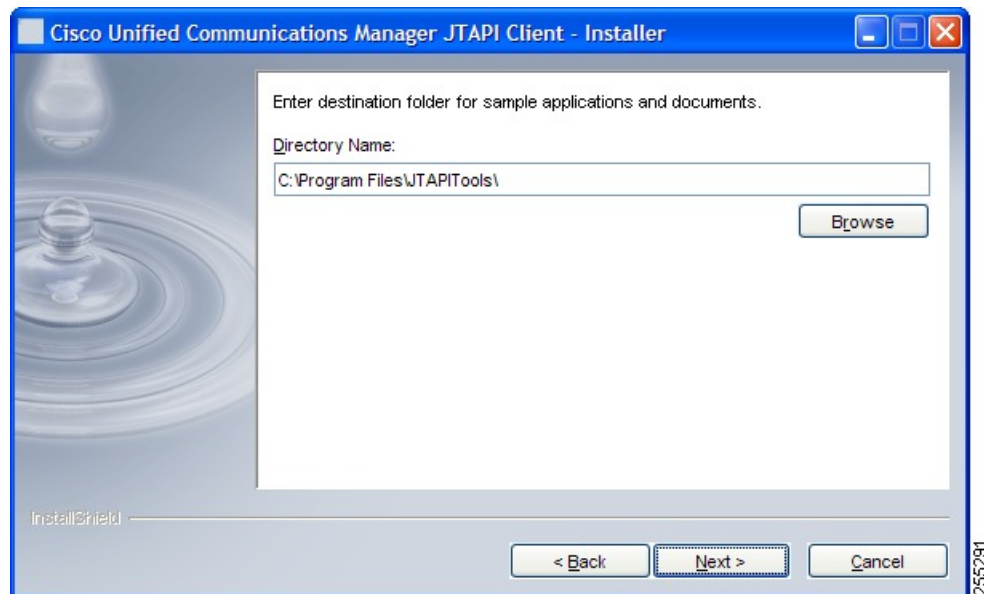 Cisco Unified Communications Manager JTAPI Client - Installer
Enter destination folder for sample applications and documents.
Directory Name:
C:\Program Files\JTAPITools\
Browse
InstallShield
< Back
Next >
Cancel
255291